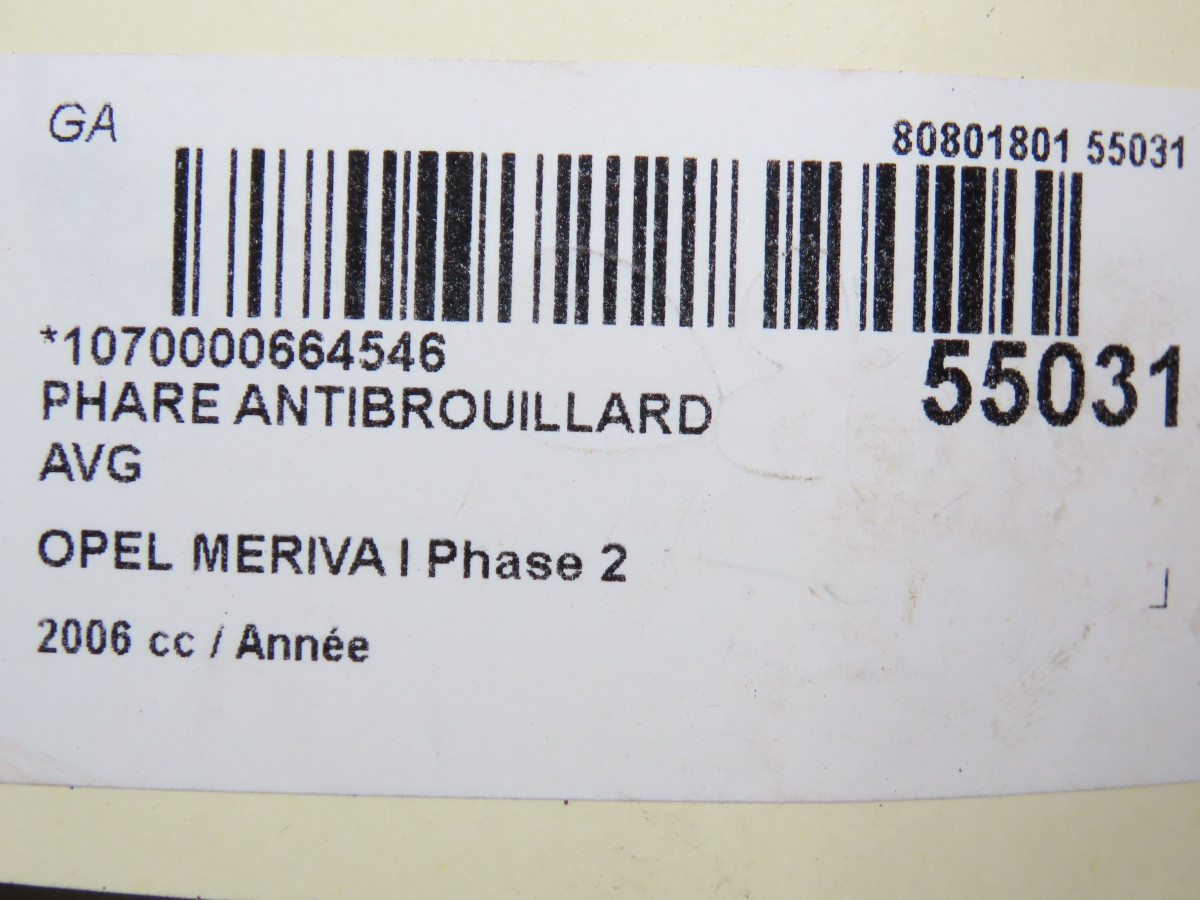 GA
80801801 55031
*1070000664546
55031
PHARE ANTIBROUILLARD
AVG
OPEL MERIVA I Phase 2
2006 cc / Année